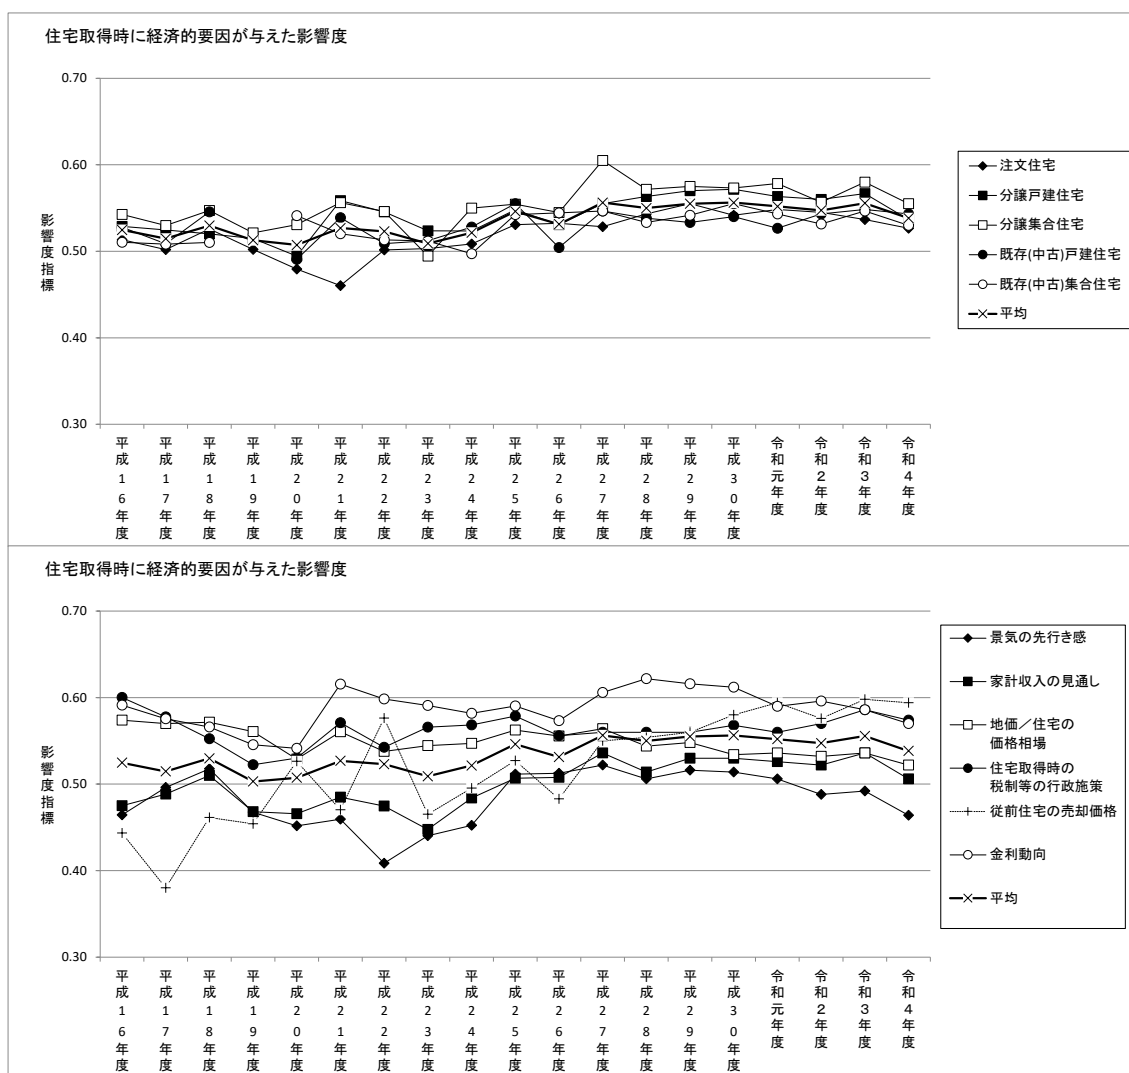 住宅取得時に経済的要因が与えた影響度
0.70
0.60
0.50
0.40
0.30
影響度指標
平成16年度
平成17年度
平成18年度
平成19年度
平成20年度
平成21年度
平成22年度
平成23年度
平成24年度
平成25年度
平成26年度
平成27年度
平成28年度
平成29年度
平成30年度
令和元年度
令和2年度
令和3年度
令和4年度
注文住宅
分譲戸建住宅
分譲集合住宅
既存(中古)戸建住宅
既存(中古)集合住宅
平均
住宅取得時に経済的要因が与えた影響度
0.70
0.60
0.50
0.40
0.30
影響度指標
平成16年度
平成17年度
平成18年度
平成19年度
平成20年度
平成21年度
平成22年度
平成23年度
平成24年度
平成25年度
平成26年度
平成27年度
平成28年度
平成29年度
平成30年度
令和元年度
令和2年度
令和3年度
令和4年度
景気の先行き感
家計収入の見通し
地価／住宅の
価格相場
住宅取得時の
税制等の行政施策
従前住宅の売却価格
金利動向
平均